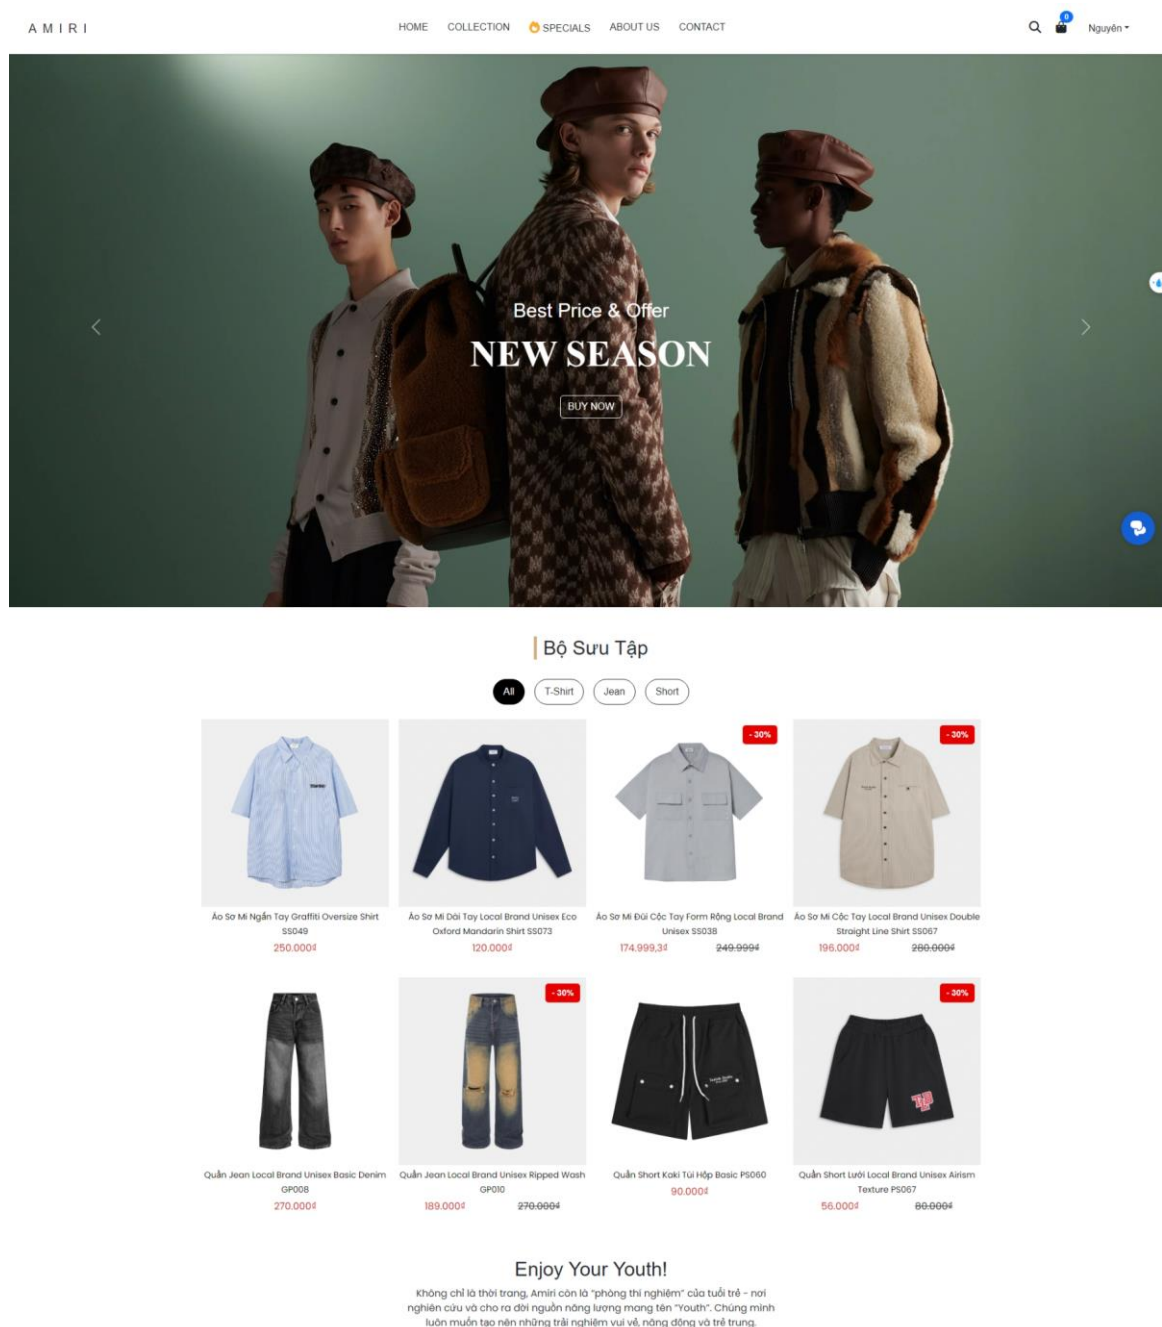 AMIRI
HOME COLLECTION SPECIALS ABOUT US CONTACT
0
Nguyên
Best Price & Offer
NEW SEASON
BUY NOW
Bộ Sưu Tập
All T-Shirt Jean Short
- 30%
- 30%
Áo Sơ Mi Ngắn Tay Graffiti Oversize Shirt
SS049
250.000₫
Áo Sơ Mi Dài Tay Local Brand Unisex Eco
Oxford Mandarin Shirt SS073
120.000₫
Áo Sơ Mi Đũi Cộc Tay Form Rộng Local Brand
Unisex SS038
174.999,3₫ 249.999₫
Áo Sơ Mi Cộc Tay Local Brand Unisex Double
Straight Line Shirt SS067
196.000₫ 280.000₫
- 30%
- 30%
Quần Jean Local Brand Unisex Basic Denim
GP008
270.000₫
Quần Jean Local Brand Unisex Ripped Wash
GP010
189.000₫ 270.000₫
Quần Short Kaki Túi Hộp Basic PS060
90.000₫
Quần Short Lưới Local Brand Unisex Airism
Texture PS067
56.000₫ 80.000₫
Enjoy Your Youth!
Không chỉ là thời trang, Amiri còn là "phòng thí nghiệm" của tuổi trẻ - nơi
nghiên cứu và cho ra đời nguồn năng lượng mang tên "Youth". Chúng mình
luôn muốn tạo nên những trải nghiệm vui vẻ, năng động và trẻ trung.